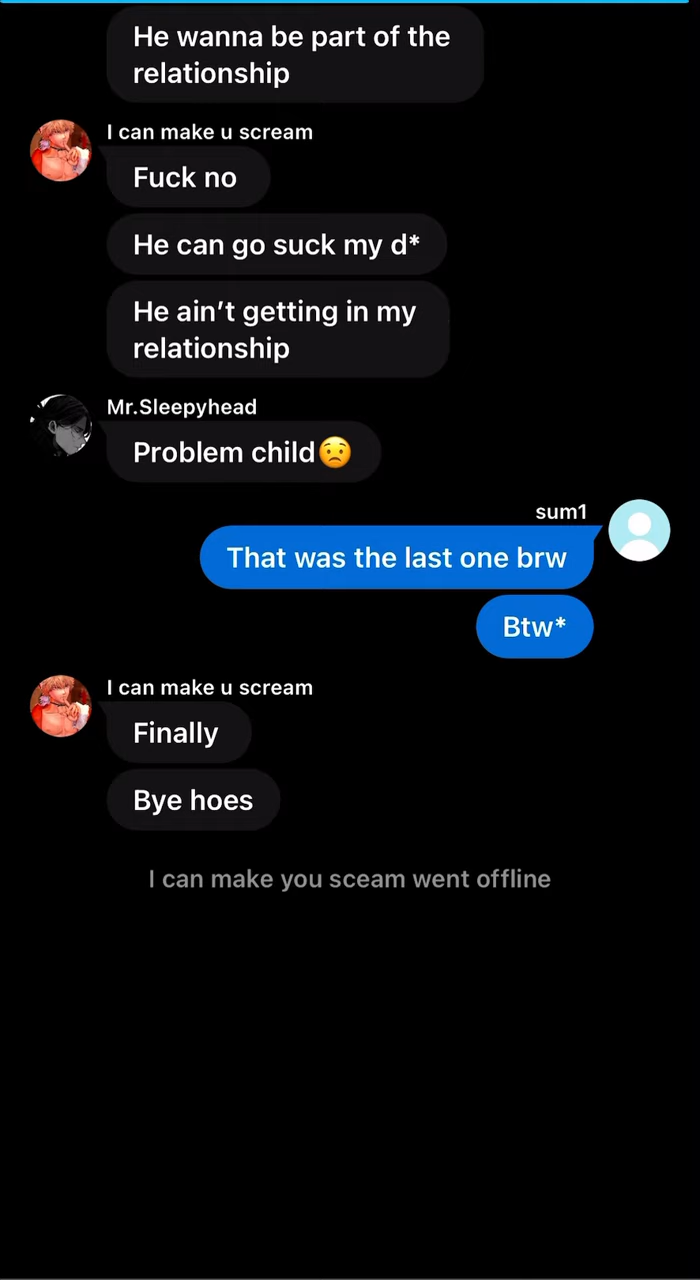 He wanna be part of the
relationship
I can make u scream
Fuck no
He can go suck my d*
He ain’t getting in my
relationship
Mr.Sleepyhead
Problem child😟
sum1
That was the last one brw
Btw*
I can make u scream
Finally
Bye hoes
I can make you sceam went offline